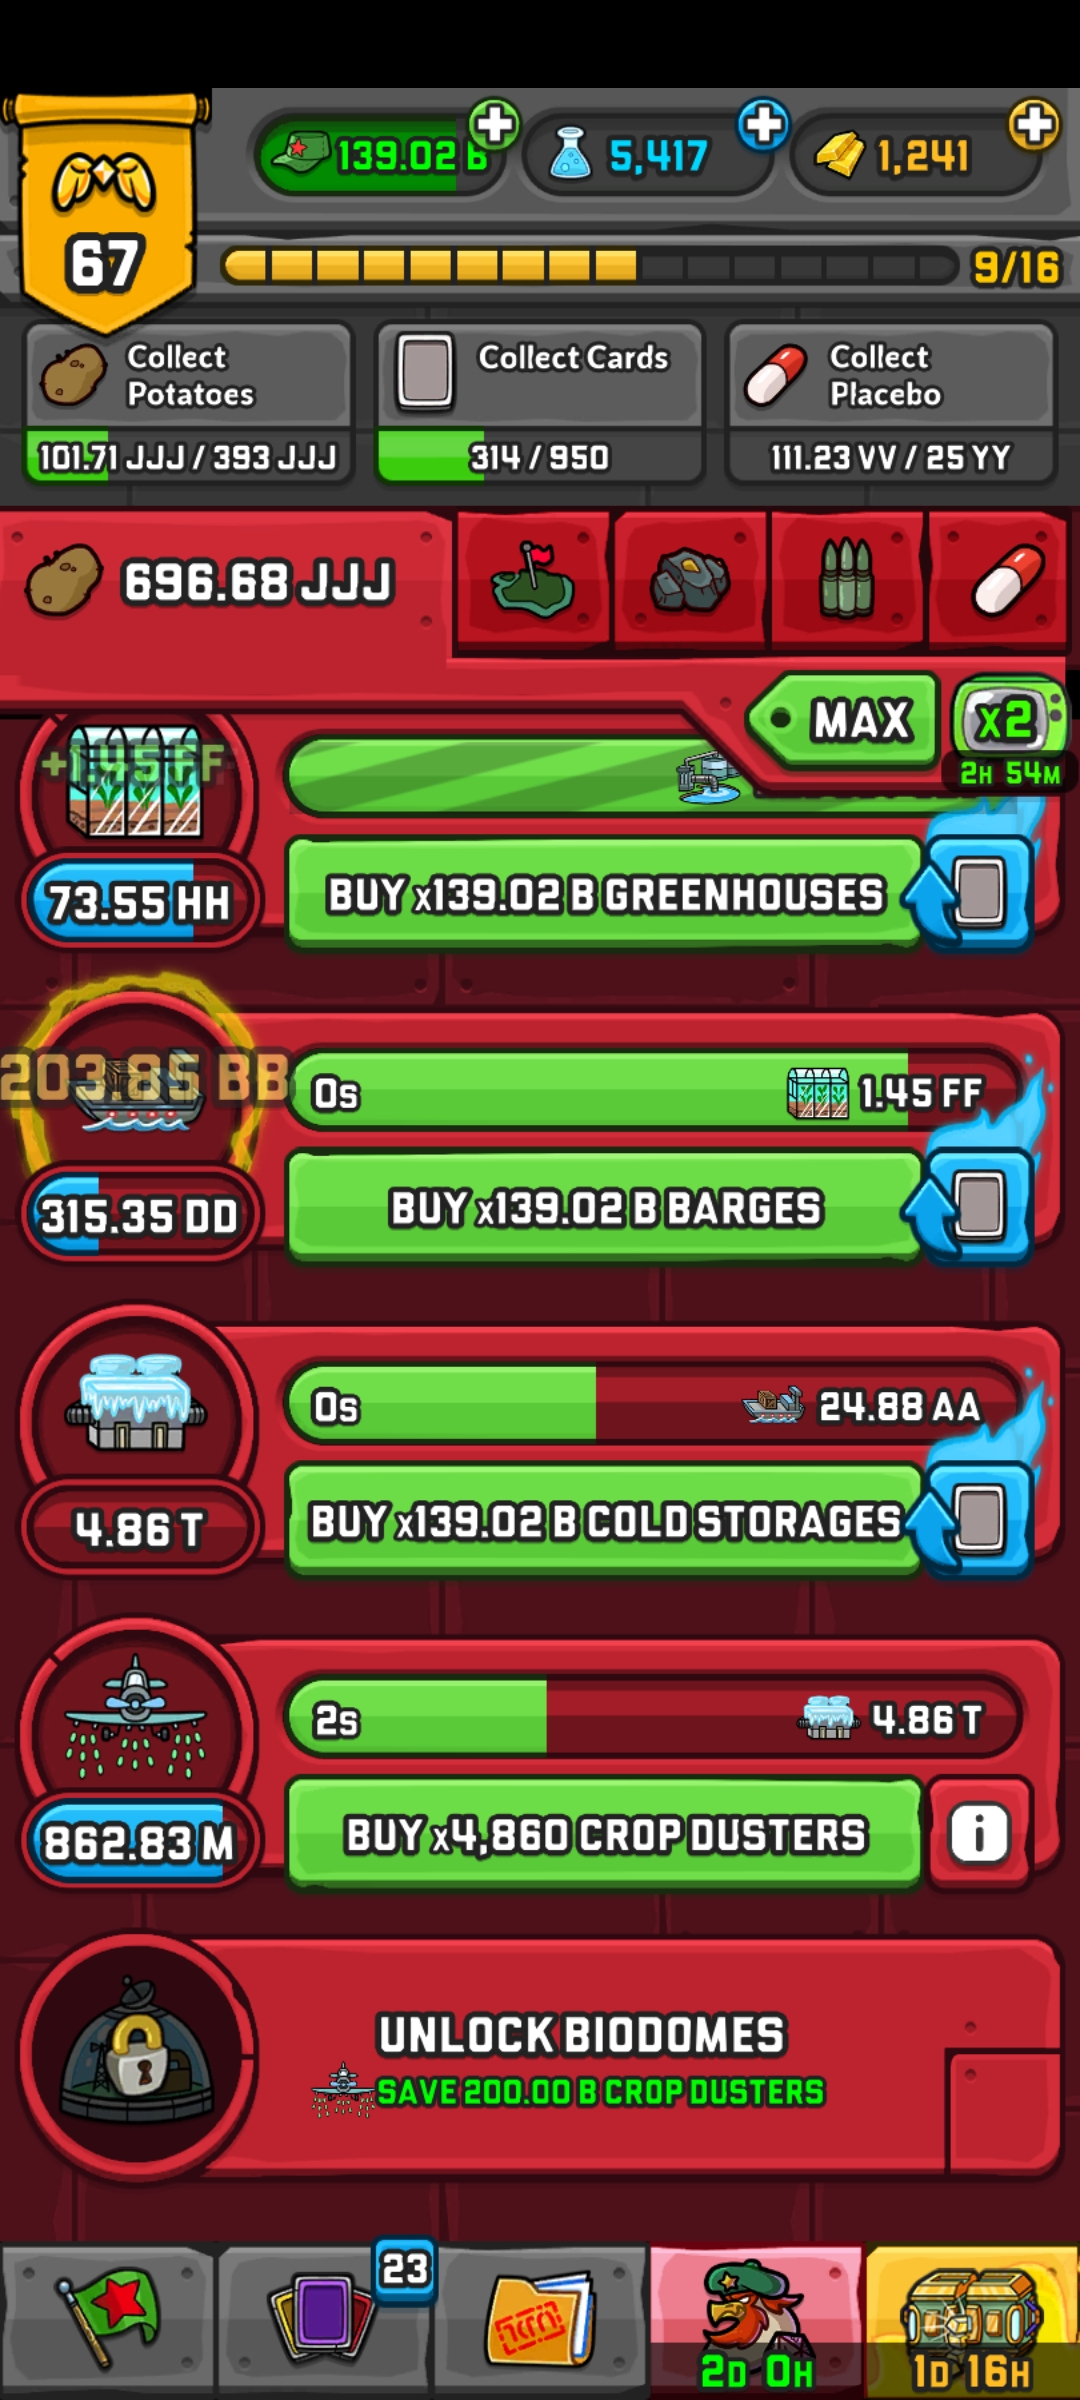 139.02 B
5,417
1,241
67
9/16
Collect
Potatoes
101.71 JJJ / 393 JJJ
Collect Cards
314 / 950
Collect
Placebo
111.23 VV / 25 YY
696.68 JJJ
MAX
x2
2H 54M
+1.45 FF
73.55 HH
BUY x139.02 B GREENHOUSES
203.85 BB
0s
1.45 FF
315.35 DD
BUY x139.02 B BARGES
0s
24.88 AA
4.86 T
BUY x139.02 B COLD STORAGES
2s
4.86 T
862.83 M
BUY x4,860 CROP DUSTERS
i
UNLOCK BIODOMES
SAVE 200.00 B CROP DUSTERS
23
2D 0H
1D 16H